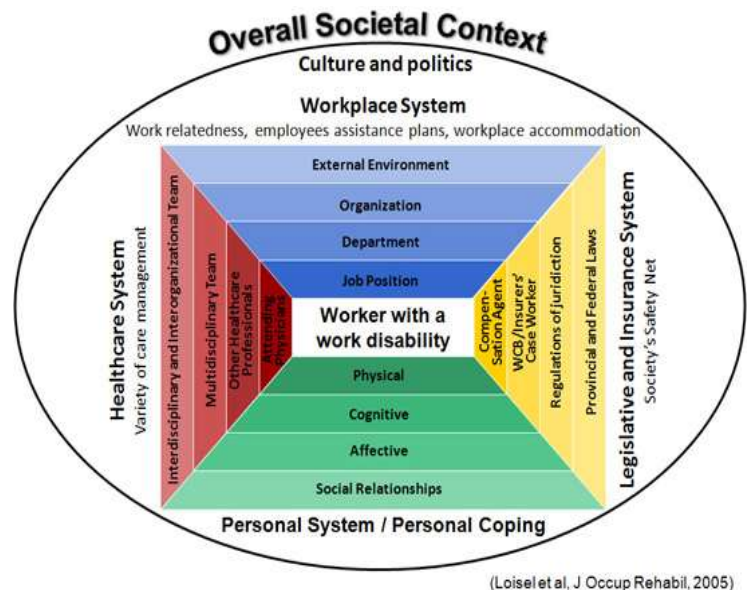 Overall Societal Context
Culture and politics
Workplace System
Work relatedness, employees assistance plans, workplace accommodation
External Environment
Organization
Department
Job Position
Healthcare System
Variety of care management
Interdisciplinary and Interorganizational Team
Multidisciplinary Team
Other Healthcare
Professionals
Attending
Physicians
Worker with a
work disability
Compen-
sation Agent
WCB/Insurers'
Case Worker
Regulations of juridiction
Provincial and Federal Laws
Legislative and Insurance System
Society's Safety Net
Physical
Cognitive
Affective
Social Relationships
Personal System / Personal Coping
(Loisel et al, J Occup Rehabil, 2005)